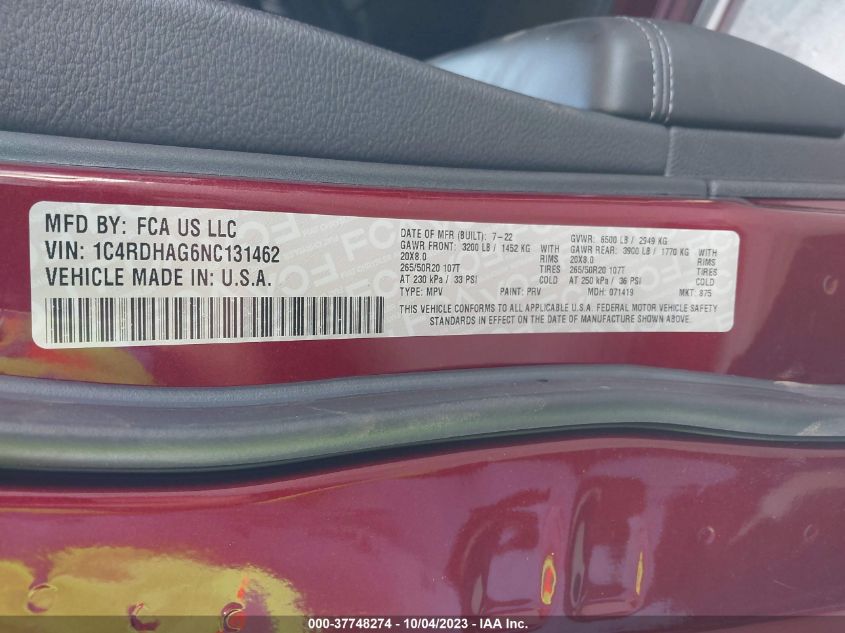 MFD BY: FCA US LLC
VIN: 1C4RDHAG6NC131462
VEHICLE MADE IN U.S.A.
DATE OF MFR (BUILT): 7-22 GVWR: 6500 LB / 2949 KG
GAWR FRONT: 3200 LB / 1452 KG WITH GAWR REAR: 3900 LB / 1770 KG WITH
20X8.0 RIMS 20X8.0 RIMS
265/50R20 107T TIRES 265/50R20 107T TIRES
AT 230 kPa / 33 PSI COLD AT 250 kPa / 36 PSI COLD
TYPE: MPV PAINT: PRV MDH: 071419 MKT: 875
THIS VEHICLE CONFORMS TO ALL APPLICABLE U.S.A. FEDERAL MOTOR VEHICLE SAFETY
STANDARDS IN EFFECT ON THE DATE OF MANUFACTURE SHOWN ABOVE.
000-37748274 - 10/04/2023 - IAA, Inc.